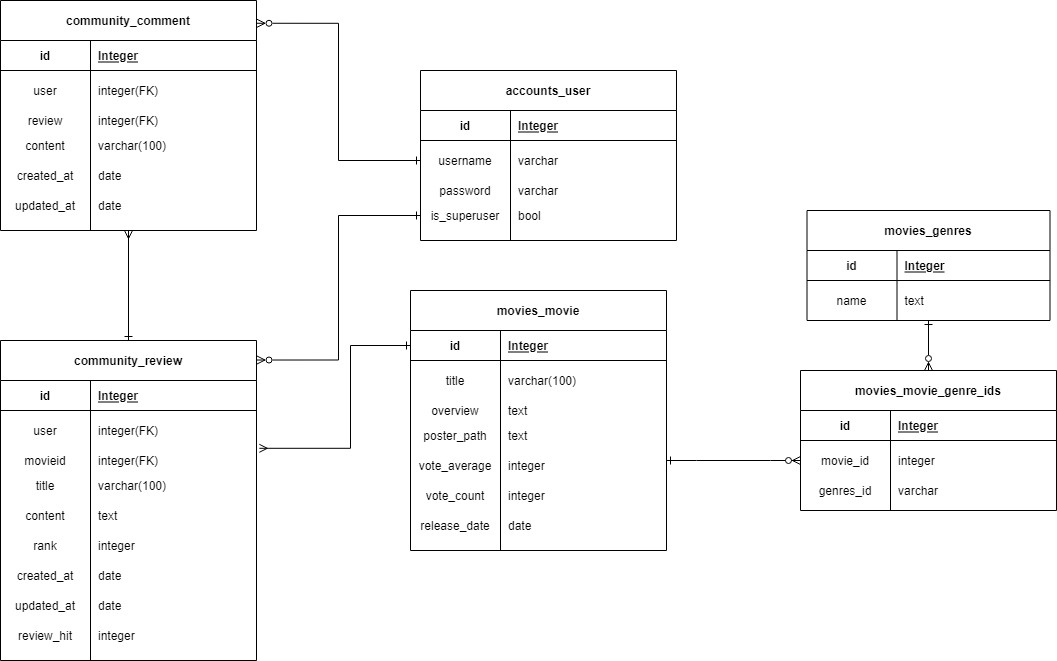 community_comment
id Integer
user integer(FK)
review integer(FK)
content varchar(100)
created_at date
updated_at date
accounts_user
id Integer
username varchar
password varchar
is_superuser bool
movies_genres
id Integer
name text
movies_movie
id Integer
title varchar(100)
overview text
poster_path text
vote_average integer
vote_count integer
release_date date
community_review
id Integer
user integer(FK)
movieid integer(FK)
title varchar(100)
content text
rank integer
created_at date
updated_at date
review_hit integer
movies_movie_genre_ids
id Integer
movie_id integer
genres_id varchar